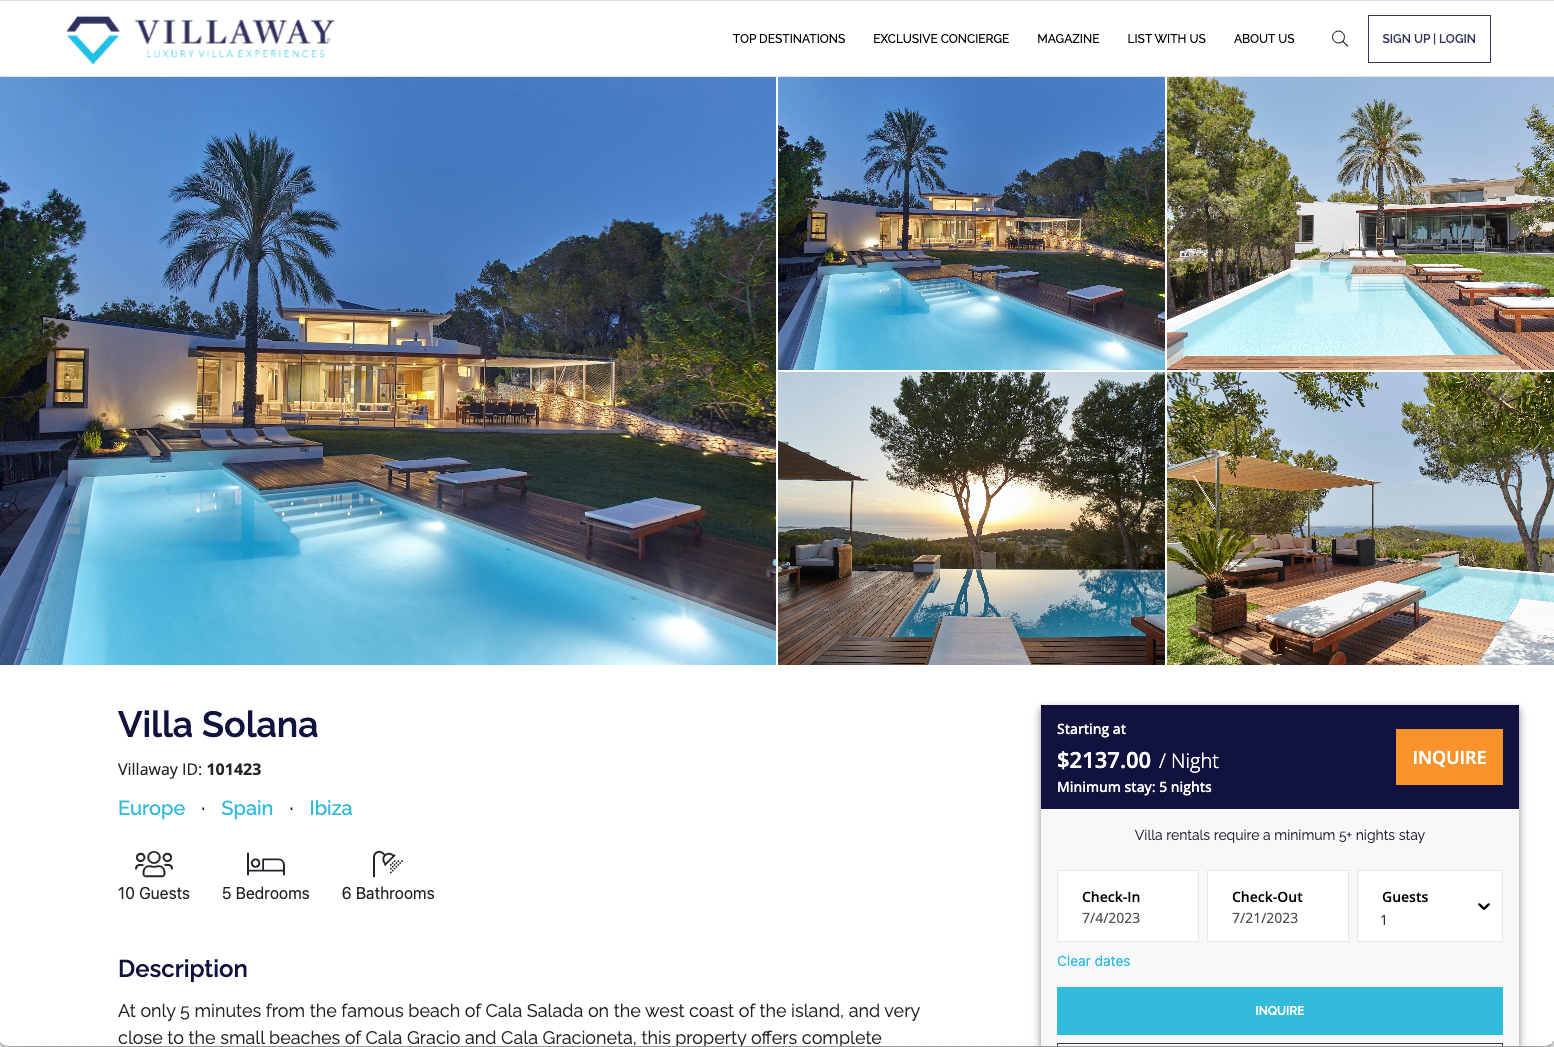 VILLAWAY
LUXURY VILLA EXPERIENCES
TOP DESTINATIONS
EXCLUSIVE CONCIERGE
MAGAZINE
LIST WITH US
ABOUT US
SIGN UP | LOGIN
Villa Solana
Villaway ID: 101423
Europe · Spain · Ibiza
10 Guests
5 Bedrooms
6 Bathrooms
Description
At only 5 minutes from the famous beach of Cala Salada on the west coast of the island, and very
close to the small beaches of Cala Gracio and Cala Gracioneta, this property offers complete
Starting at
$2137.00 / Night
Minimum stay: 5 nights
INQUIRE
Villa rentals require a minimum 5+ nights stay
Check-In
7/4/2023
Check-Out
7/21/2023
Guests
1
Clear dates
INQUIRE